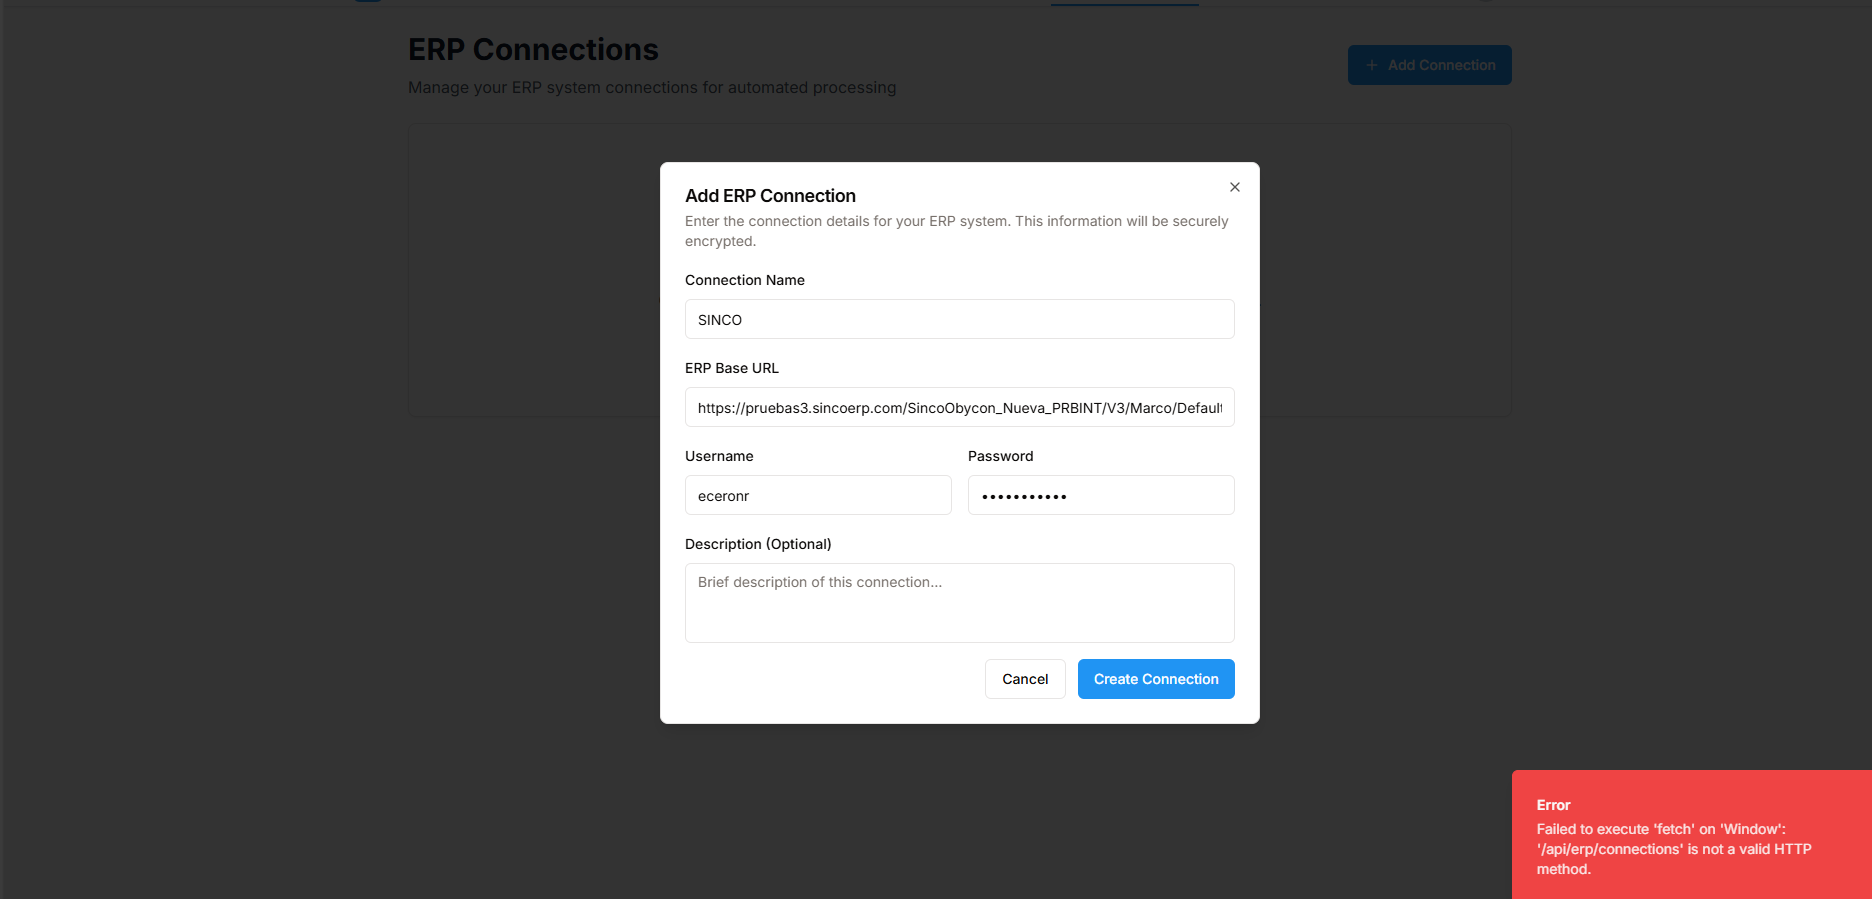 ERP Connections
Manage your ERP system connections for automated processing
+ Add Connection
Add ERP Connection
Enter the connection details for your ERP system. This information will be securely
encrypted.
Connection Name
SINCO
ERP Base URL
https://pruebas3.sincoerp.com/SincoObycon_Nueva_PRBINT/V3/Marco/Default
Username
Password
eceronr
•••••••••••
Description (Optional)
Brief description of this connection...
Cancel
Create Connection
Error
Failed to execute 'fetch' on 'Window':
'/api/erp/connections' is not a valid HTTP
method.